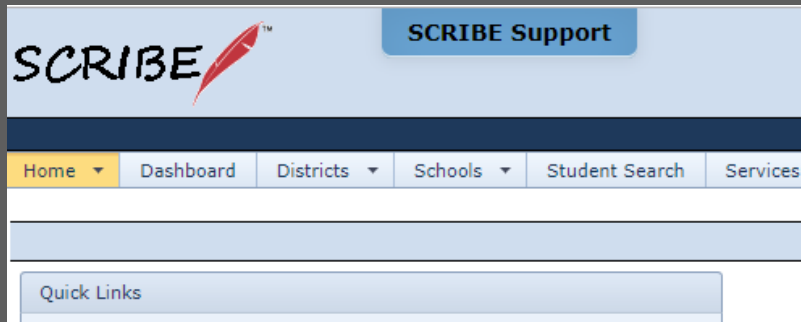 SCRIBE™
SCRIBE Support
Home Dashboard Districts Schools Student Search Services
Quick Links